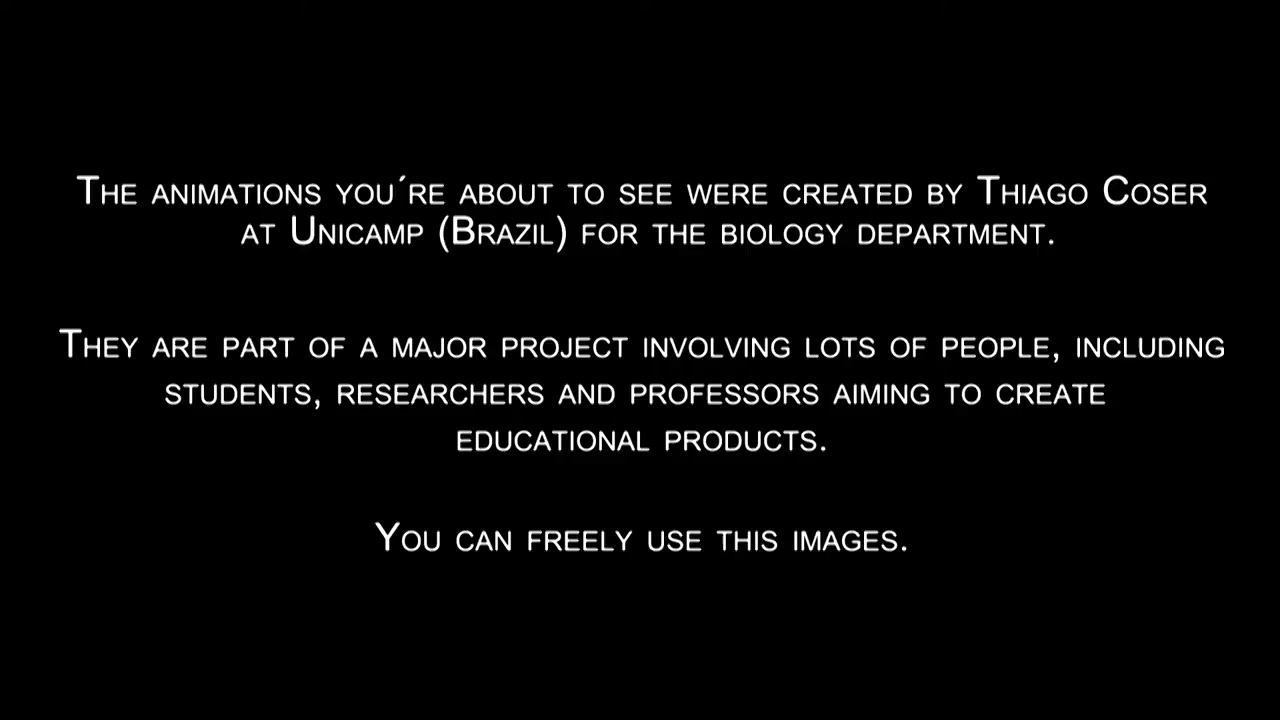 The animations you´re about to see were created by Thiago Coser
at Unicamp (Brazil) for the biology department.
They are part of a major project involving lots of people, including
students, researchers and professors aiming to create
educational products.
You can freely use this images.